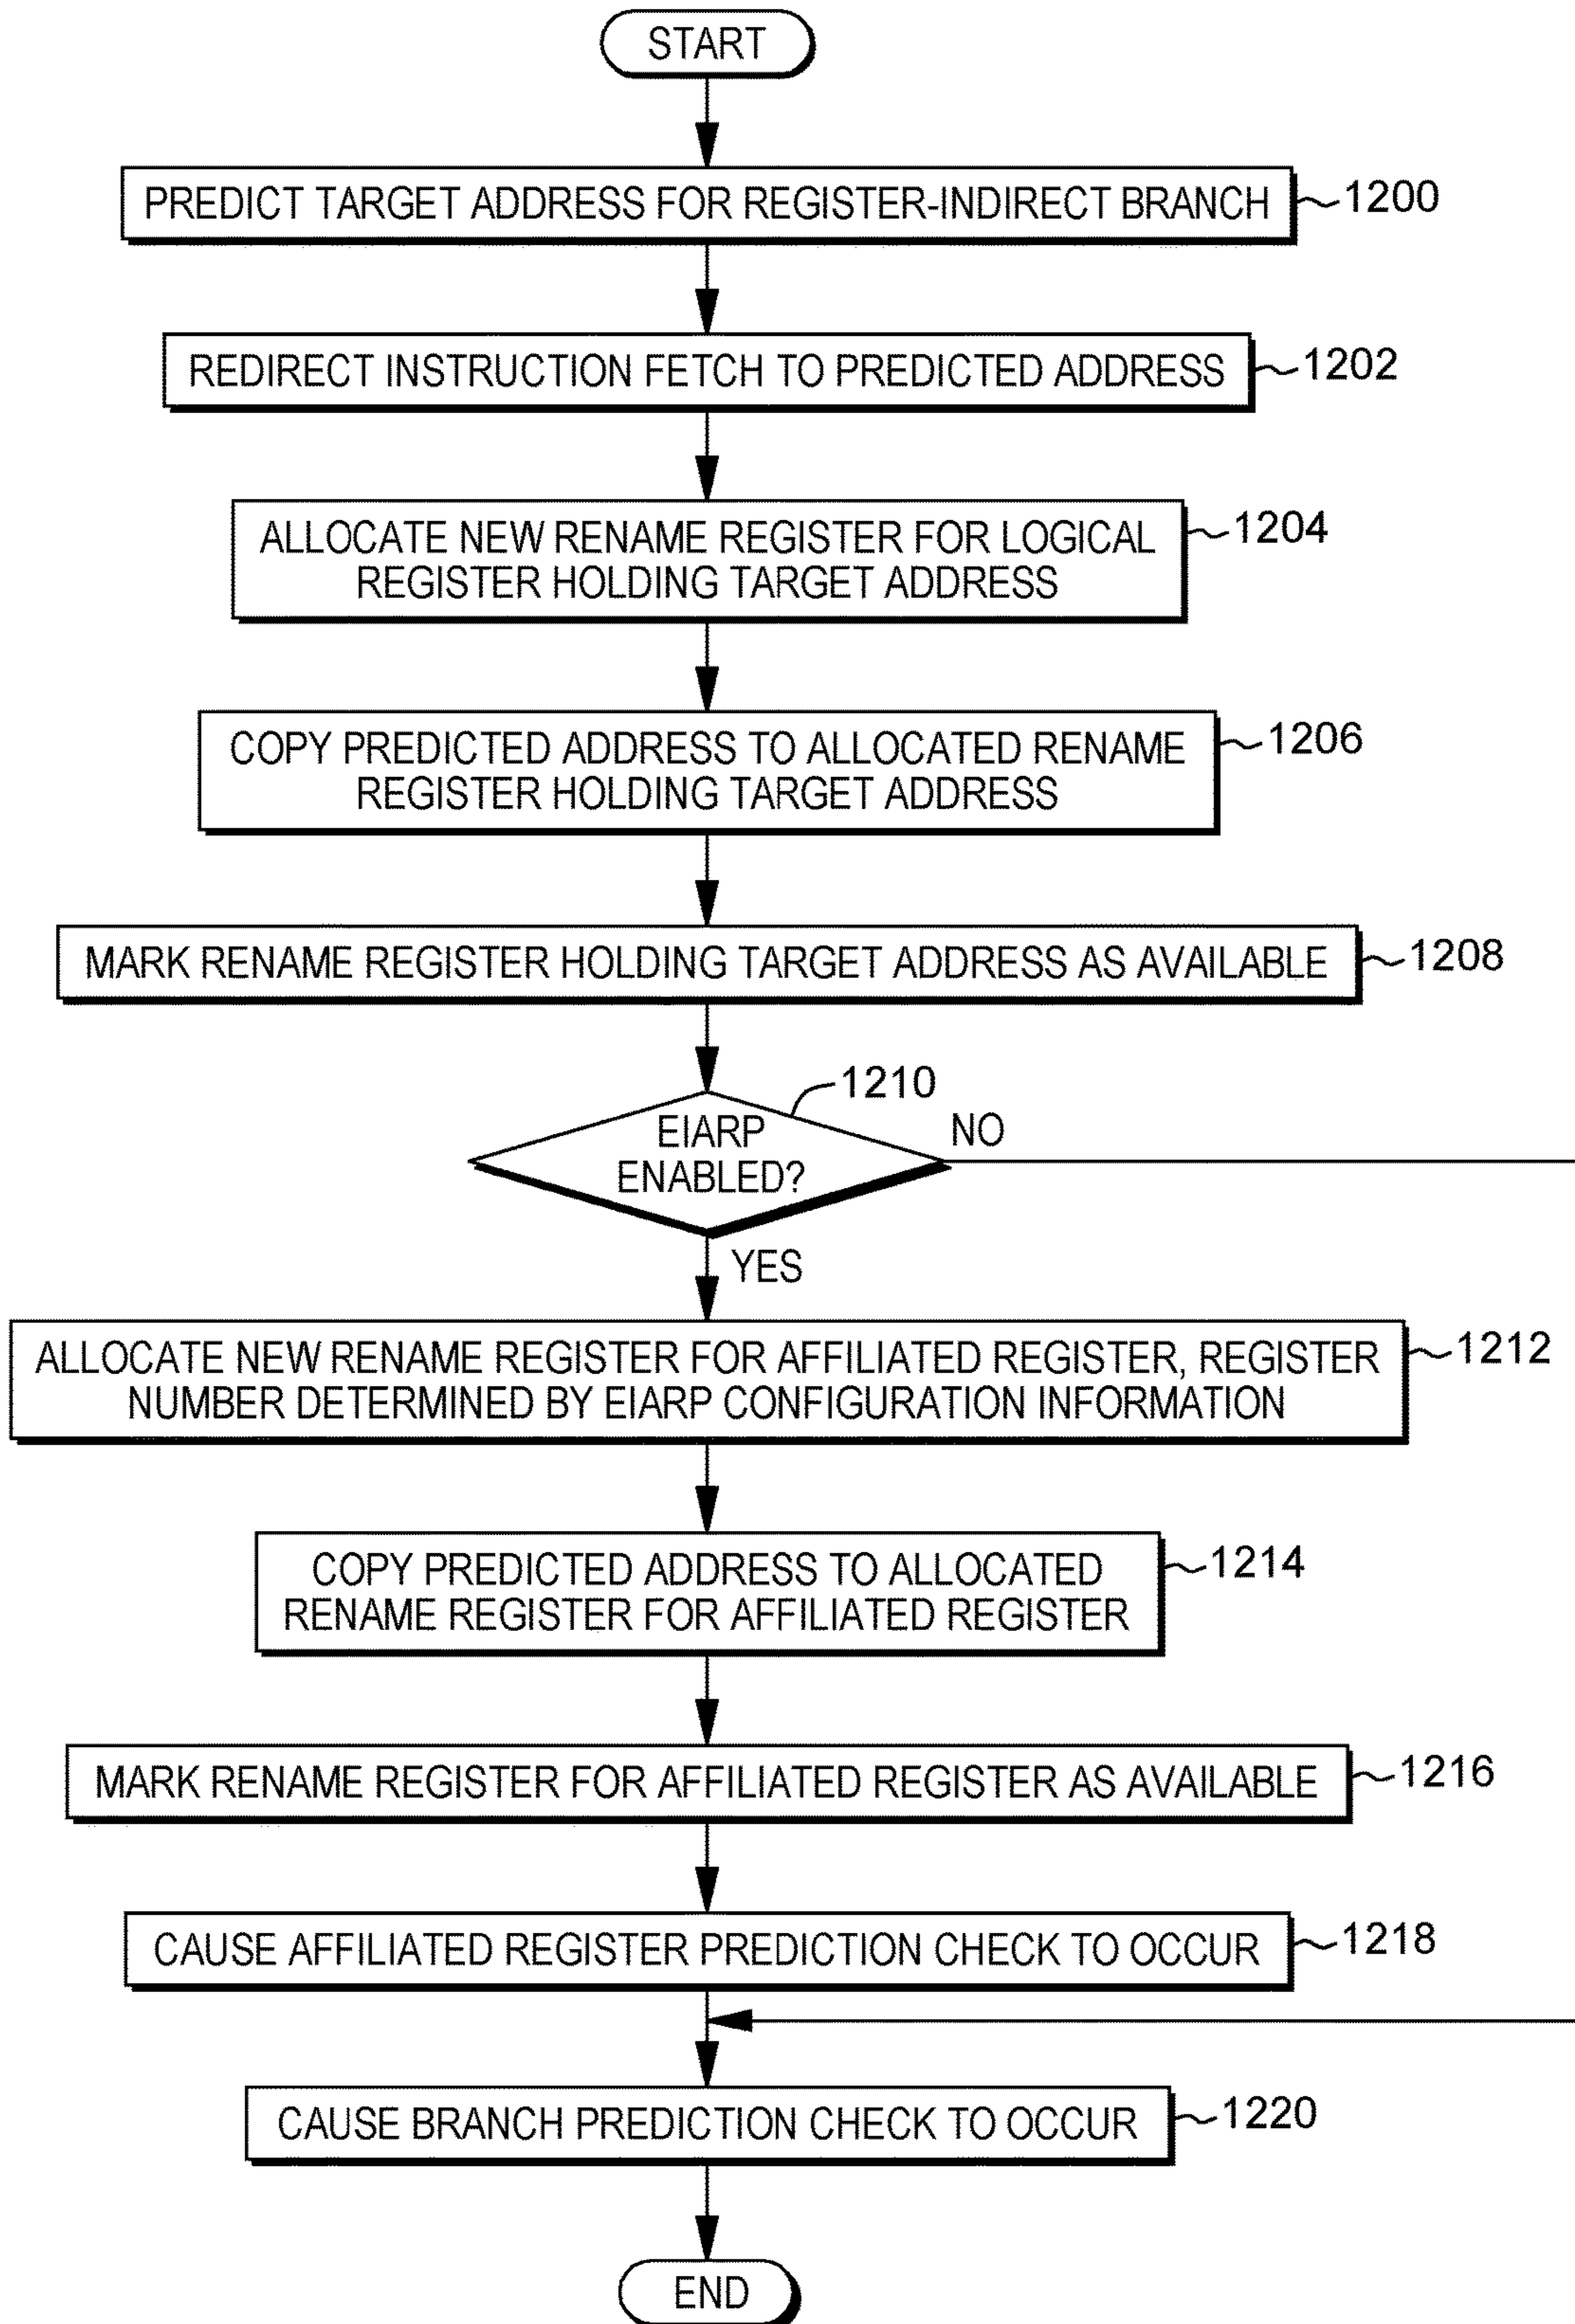 START
PREDICT TARGET ADDRESS FOR REGISTER-INDIRECT BRANCH
1200
REDIRECT INSTRUCTION FETCH TO PREDICTED ADDRESS
1202
ALLOCATE NEW RENAME REGISTER FOR LOGICAL
REGISTER HOLDING TARGET ADDRESS
1204
COPY PREDICTED ADDRESS TO ALLOCATED RENAME
REGISTER HOLDING TARGET ADDRESS
1206
MARK RENAME REGISTER HOLDING TARGET ADDRESS AS AVAILABLE
1208
1210
EIARP
ENABLED?
NO
YES
ALLOCATE NEW RENAME REGISTER FOR AFFILIATED REGISTER, REGISTER
NUMBER DETERMINED BY EIARP CONFIGURATION INFORMATION
1212
COPY PREDICTED ADDRESS TO ALLOCATED
RENAME REGISTER FOR AFFILIATED REGISTER
1214
MARK RENAME REGISTER FOR AFFILIATED REGISTER AS AVAILABLE
1216
CAUSE AFFILIATED REGISTER PREDICTION CHECK TO OCCUR
1218
CAUSE BRANCH PREDICTION CHECK TO OCCUR
1220
END